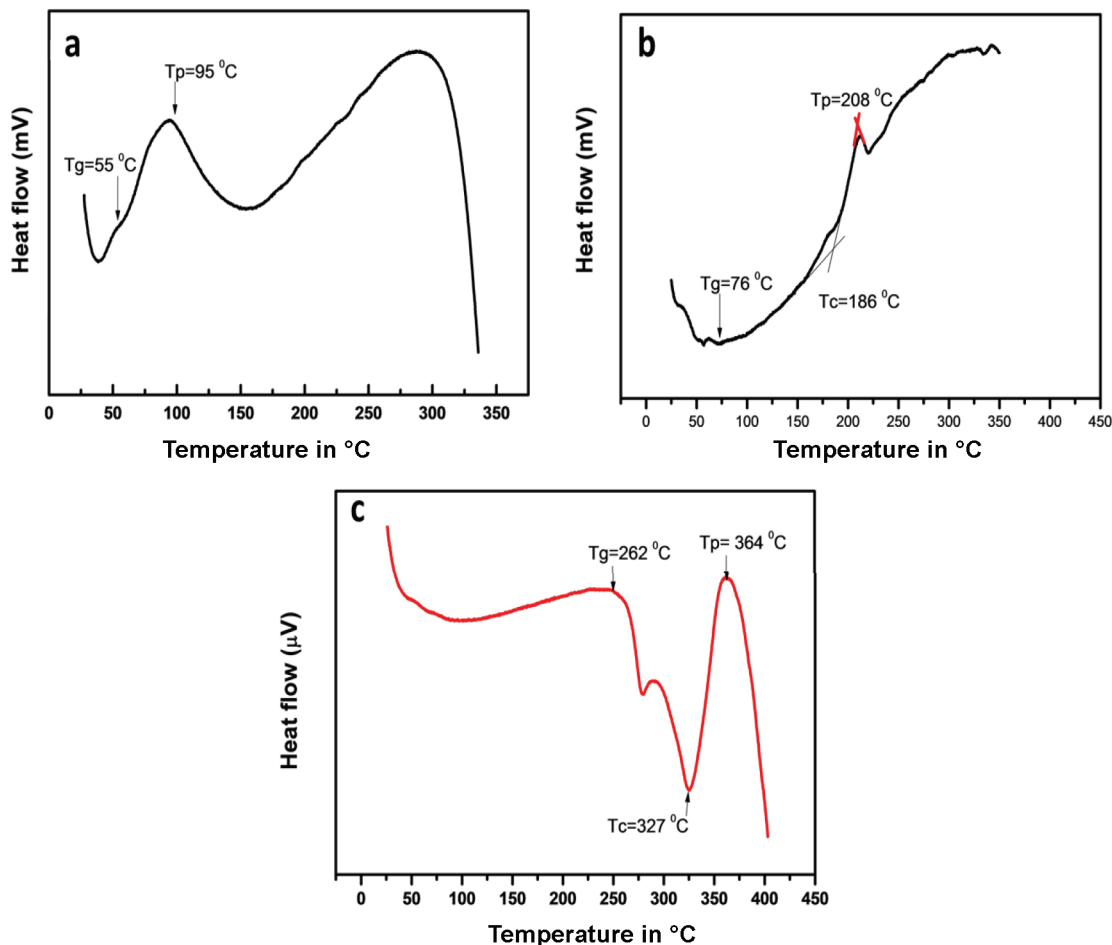 a
Tp=95 ⁰C
Tg=55 ⁰C
Heat flow (mV)
0 50 100 150 200 250 300 350
Temperature in °C
b
Tp=208 ⁰C
Tg=76 ⁰C
Tc=186 ⁰C
Heat flow (mV)
0 50 100 150 200 250 300 350 400 450
Temperature in °C
c
Tg=262 ⁰C
Tp= 364 ⁰C
Tc=327 ⁰C
Heat flow (μV)
0 50 100 150 200 250 300 350 400 450
Temperature in °C